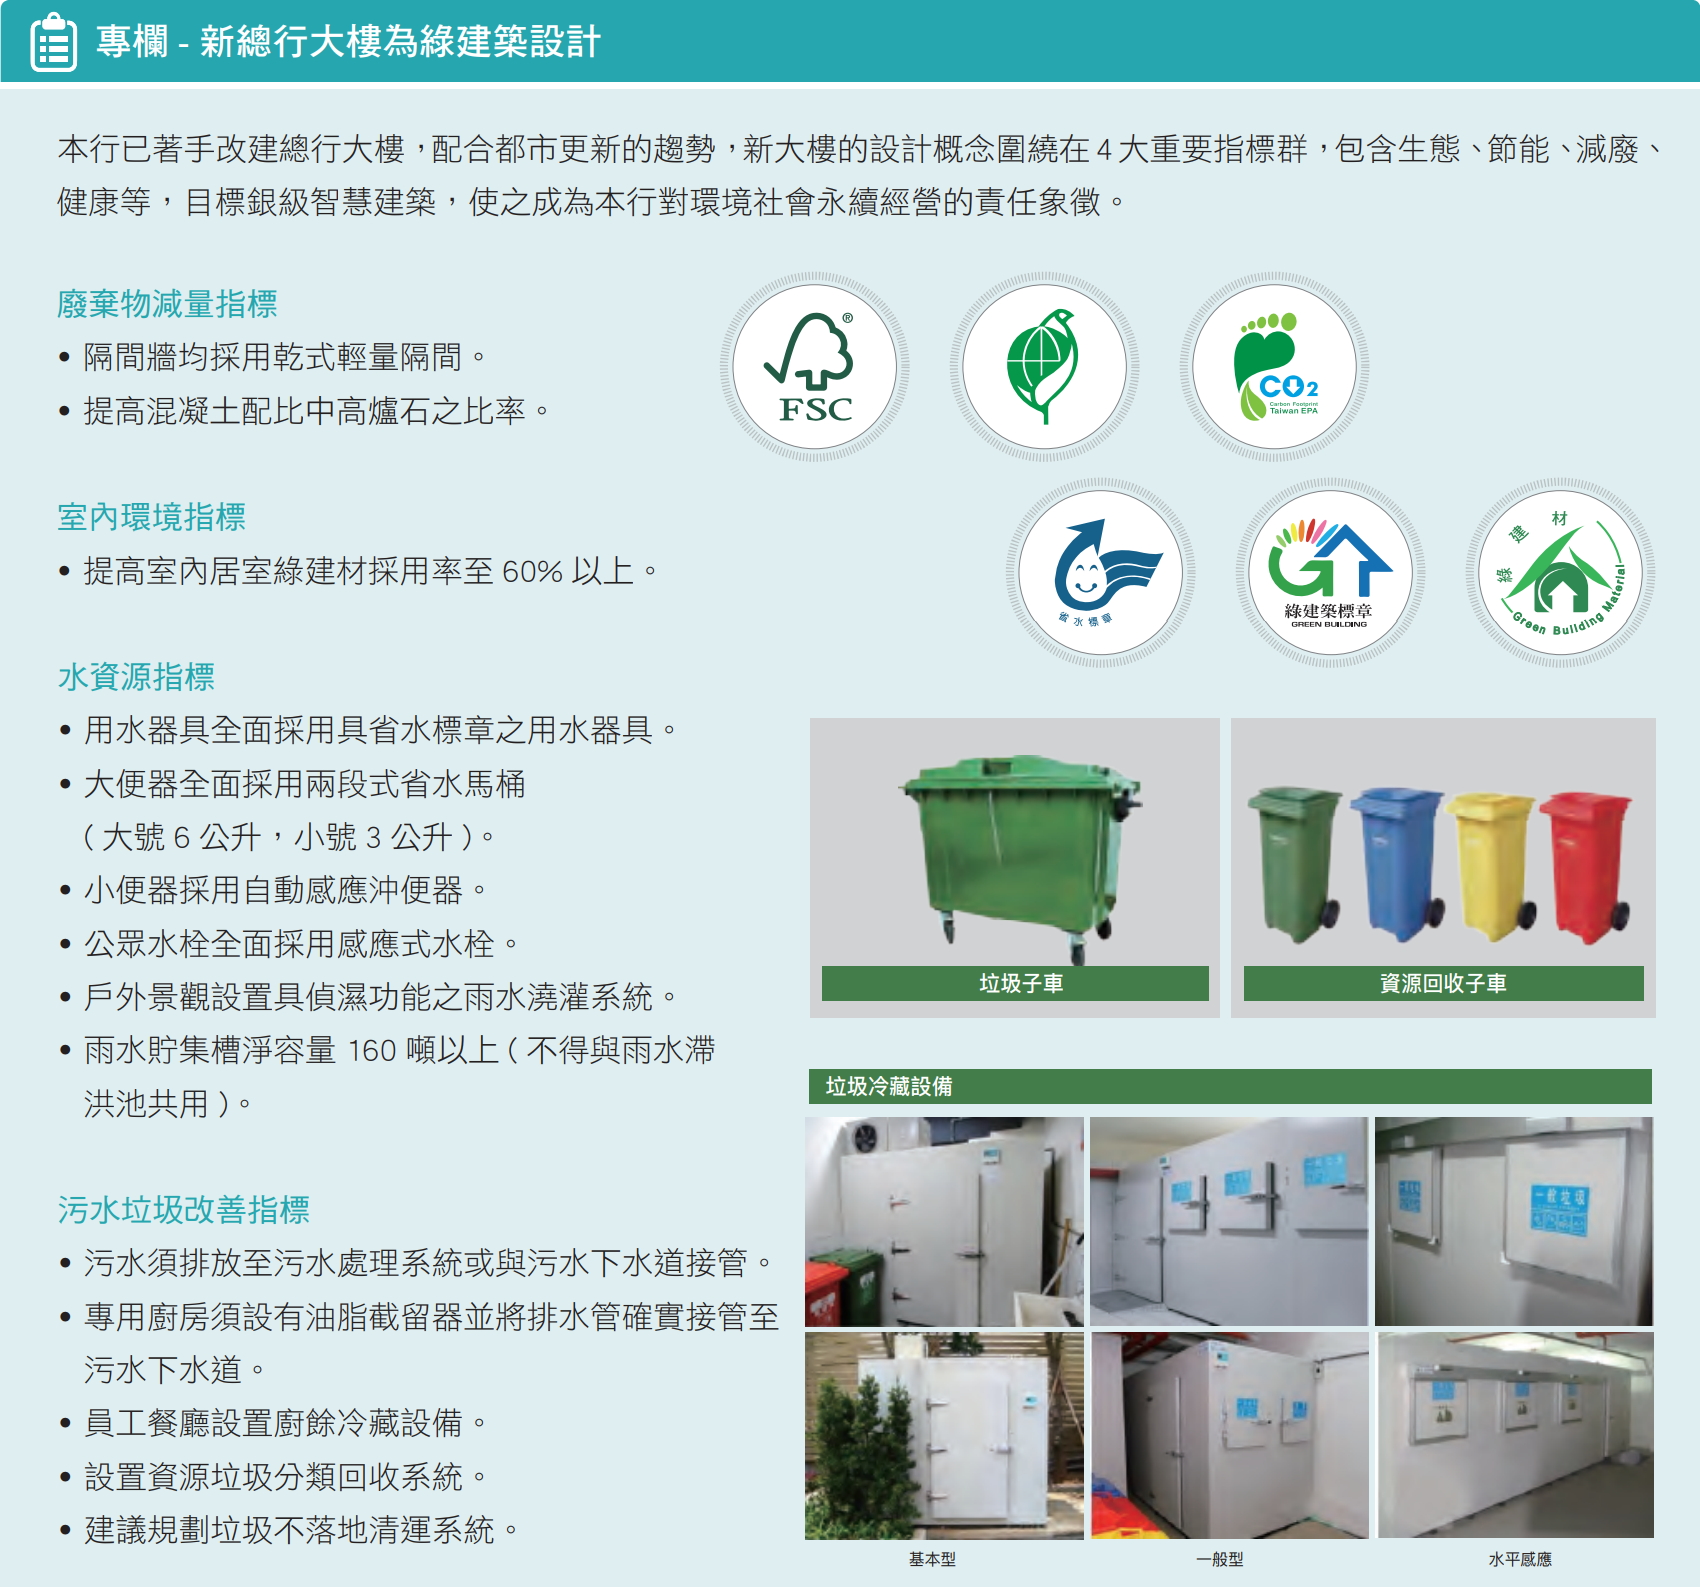 專欄 - 新總行大樓為綠建築設計
本行已著手改建總行大樓，配合都市更新的趨勢，新大樓的設計概念圍繞在 4 大重要指標群，包含生態、節能、減廢、
健康等，目標銀級智慧建築，使之成為本行對環境社會永續經營的責任象徵。
廢棄物減量指標
• 隔間牆均採用乾式輕量隔間。
• 提高混凝土配比中高爐石之比率。
FSC
®
CO2
Carbon Footprint
Taiwan EPA
室內環境指標
• 提高室內居室綠建材採用率至 60% 以上。
省水標章
綠建築標章
GREEN BUILDING
綠建材
Green Building Material
水資源指標
• 用水器具全面採用具省水標章之用水器具。
• 大便器全面採用兩段式省水馬桶
( 大號 6 公升，小號 3 公升 )。
• 小便器採用自動感應沖便器。
• 公眾水栓全面採用感應式水栓。
• 戶外景觀設置具偵濕功能之雨水澆灌系統。
• 雨水貯集槽淨容量 160 噸以上 ( 不得與雨水滯
洪池共用 )。
垃圾子車
資源回收子車
污水垃圾改善指標
• 污水須排放至污水處理系統或與污水下水道接管。
• 專用廚房須設有油脂截留器並將排水管確實接管至
污水下水道。
• 員工餐廳設置廚餘冷藏設備。
• 設置資源垃圾分類回收系統。
• 建議規劃垃圾不落地清運系統。
垃圾冷藏設備
一般垃圾
一般垃圾
基本型
一般型
水平感應